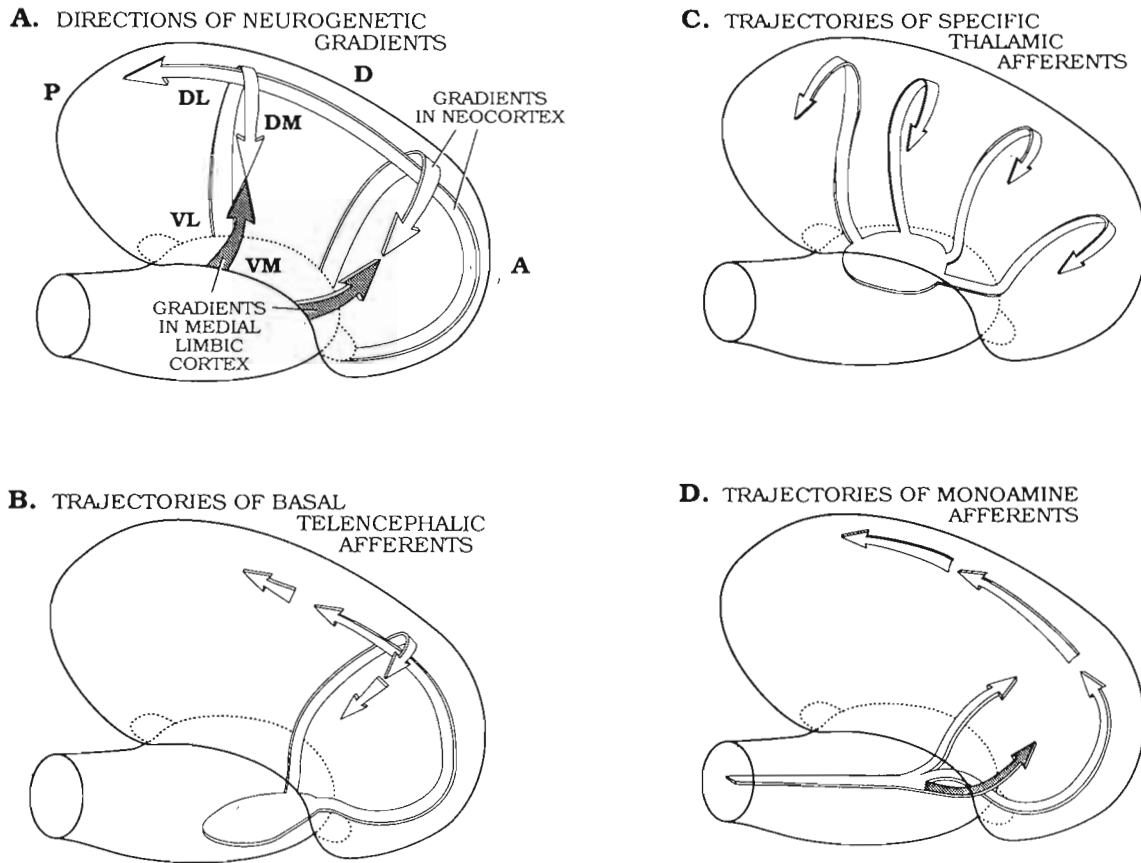 A. DIRECTIONS OF NEUROGENETIC
GRADIENTS
P
D
DL
DM
GRADIENTS
IN NEOCORTEX
VL
VM
A
GRADIENTS
IN MEDIAL
LIMBIC
CORTEX
B. TRAJECTORIES OF BASAL
TELENCEPHALIC
AFFERENTS
C. TRAJECTORIES OF SPECIFIC
THALAMIC
AFFERENTS
D. TRAJECTORIES OF MONOAMINE
AFFERENTS